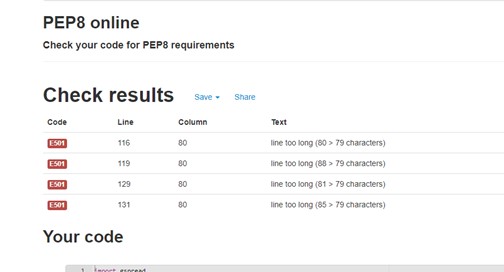 PEP8 online
Check your code for PEP8 requirements
Check results Save Share
Code Line Column Text
E501 116 80 line too long (80 > 79 characters)
E501 119 80 line too long (88 > 79 characters)
E501 129 80 line too long (81 > 79 characters)
E501 131 80 line too long (85 > 79 characters)
Your code
1 import